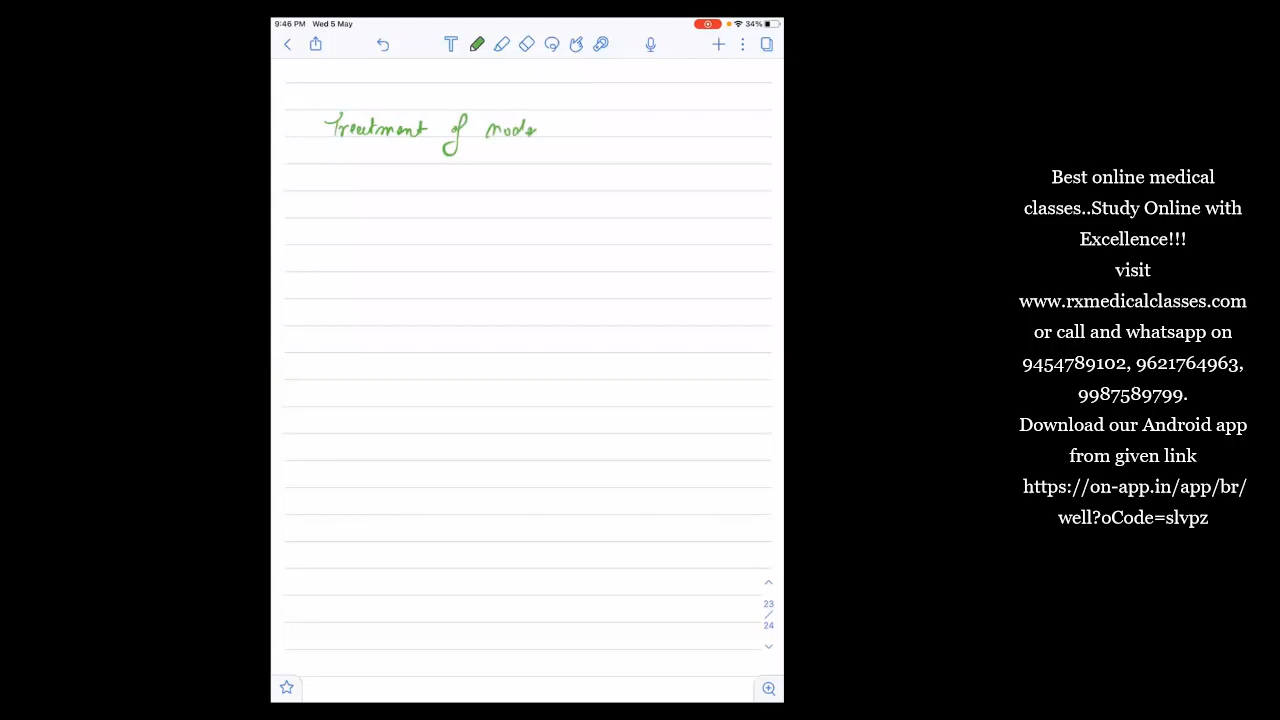 9:46 PM Wed 5 May
34%
T
Treatment of mode
23
/
24
Best online medical
classes..Study Online with
Excellence!!!
visit
www.rxmedicalclasses.com
or call and whatsapp on
9454789102, 9621764963,
9987589799.
Download our Android app
from given link
https://on-app.in/app/br/
well?oCode=slvpz